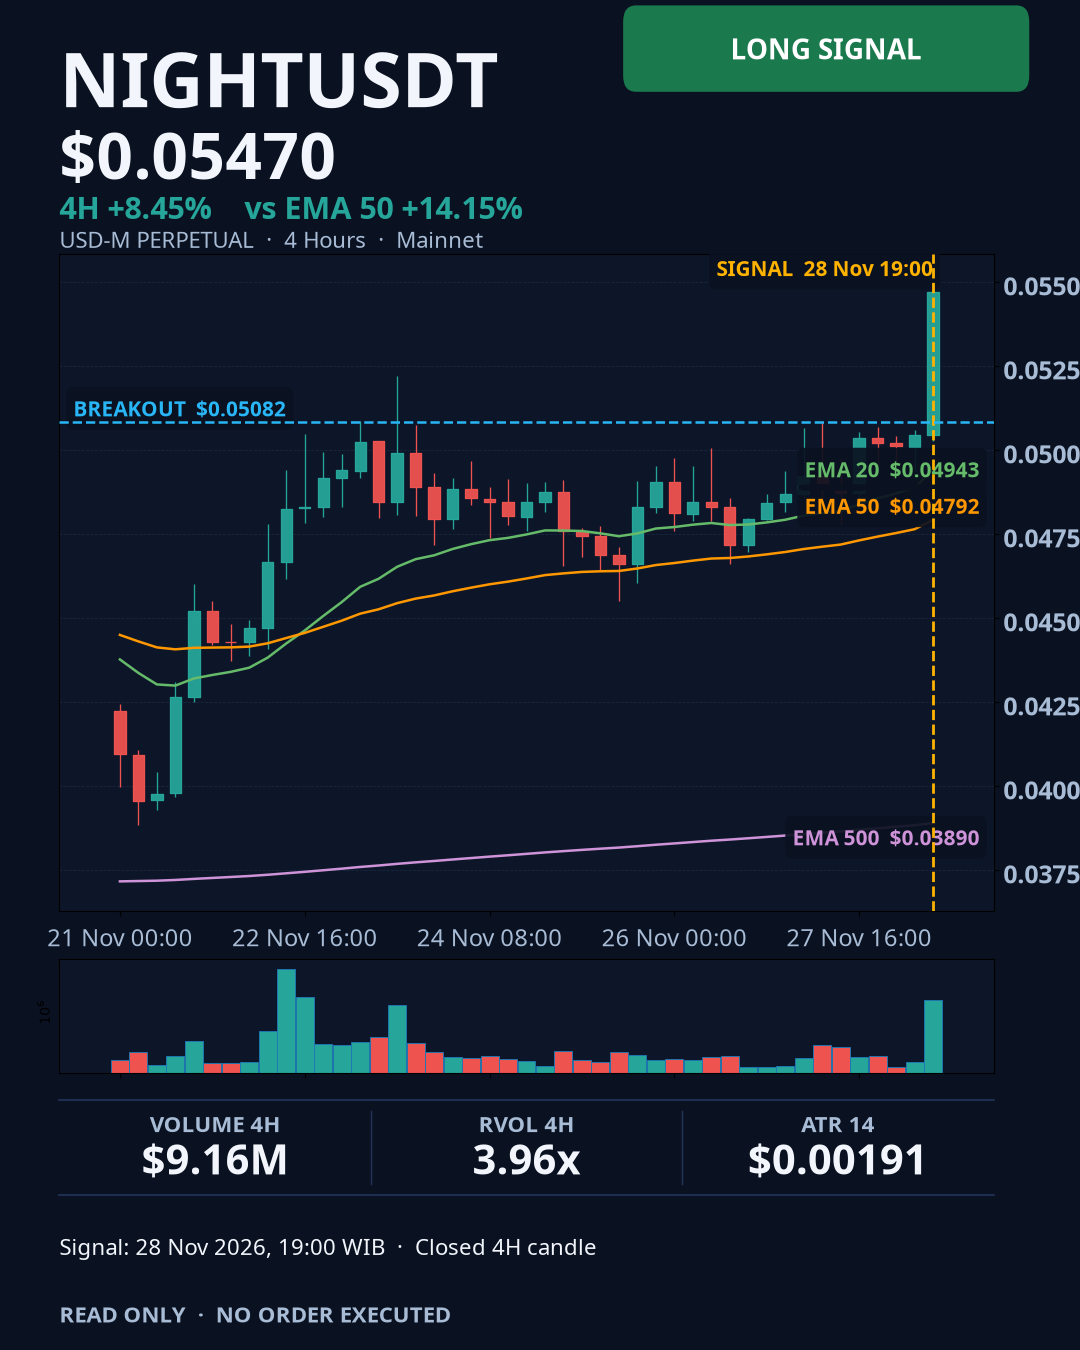 LONG SIGNAL
NIGHTUSDT
$0.05470
4H +8.45% vs EMA 50 +14.15%
USD-M PERPETUAL · 4 Hours · Mainnet
SIGNAL 28 Nov 19:00
0.0550
0.0525
BREAKOUT $0.05082
0.0500
EMA 20 $0.04943
EMA 50 $0.04792
0.0475
0.0450
0.0425
0.0400
EMA 500 $0.03890
0.0375
21 Nov 00:00 22 Nov 16:00 24 Nov 08:00 26 Nov 00:00 27 Nov 16:00
10⁶
VOLUME 4H RVOL 4H ATR 14
$9.16M 3.96x $0.00191
Signal: 28 Nov 2026, 19:00 WIB · Closed 4H candle
READ ONLY · NO ORDER EXECUTED